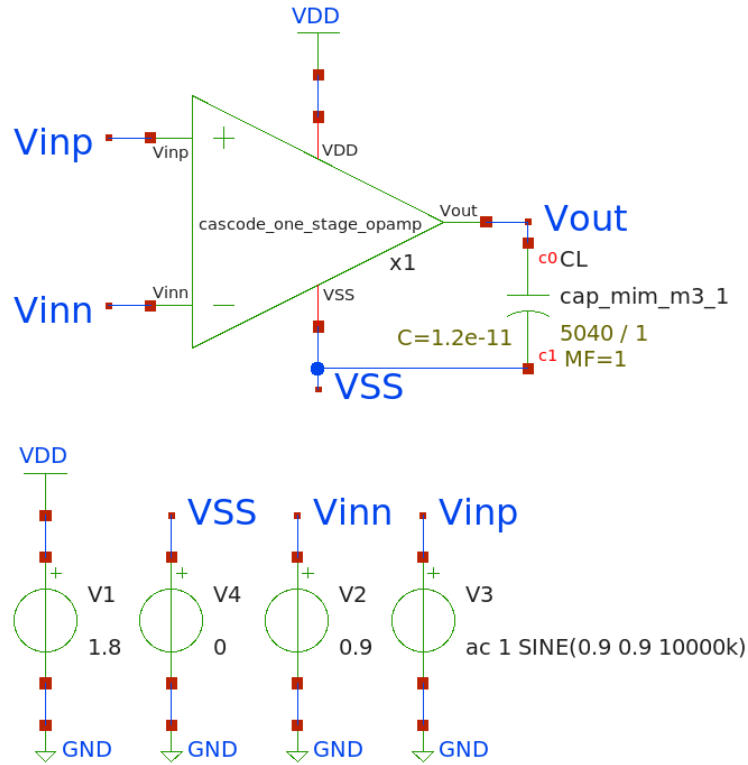 VDD
Vinp
Vinp
+
VDD
cascode_one_stage_opamp
Vout
Vout
x1
c0 CL
cap_mim_m3_1
Vinn
Vinn
−
VSS
C=1.2e-11
5040 / 1
c1
MF=1
VSS
VDD
VSS
Vinn
Vinp
+
V1
+
V4
+
V2
+
V3
1.8
0
0.9
ac 1 SINE(0.9 0.9 10000k)
GND
GND
GND
GND